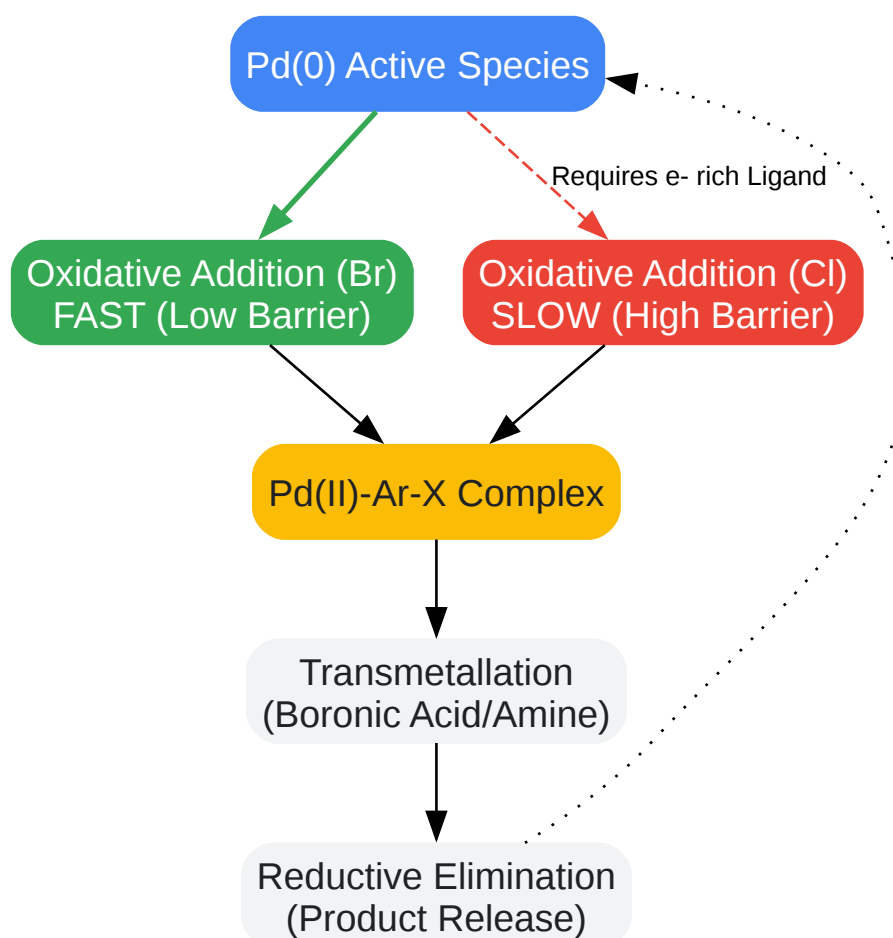 Pd(0) Active Species
Requires e- rich Ligand
Oxidative Addition (Br)
FAST (Low Barrier)
Oxidative Addition (Cl)
SLOW (High Barrier)
Pd(II)-Ar-X Complex
Transmetallation
(Boronic Acid/Amine)
Reductive Elimination
(Product Release)